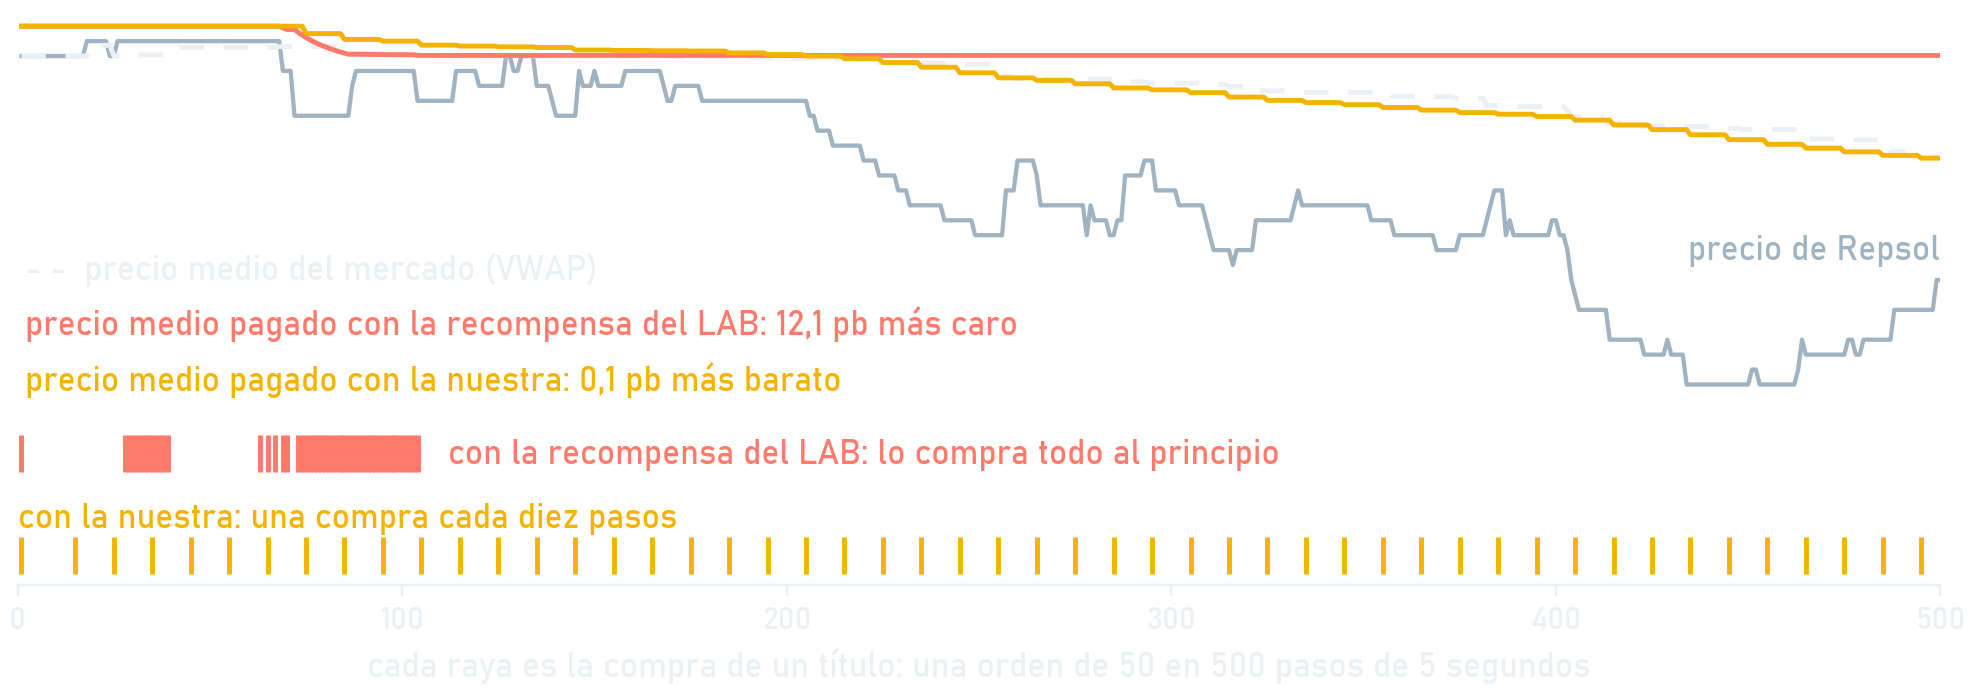 precio de Repsol
- - precio medio del mercado (VWAP)
precio medio pagado con la recompensa del LAB: 12,1 pb más caro
precio medio pagado con la nuestra: 0,1 pb más barato
con la recompensa del LAB: lo compra todo al principio
con la nuestra: una compra cada diez pasos
0 100 200 300 400 500
cada raya es la compra de un título: una orden de 50 en 500 pasos de 5 segundos